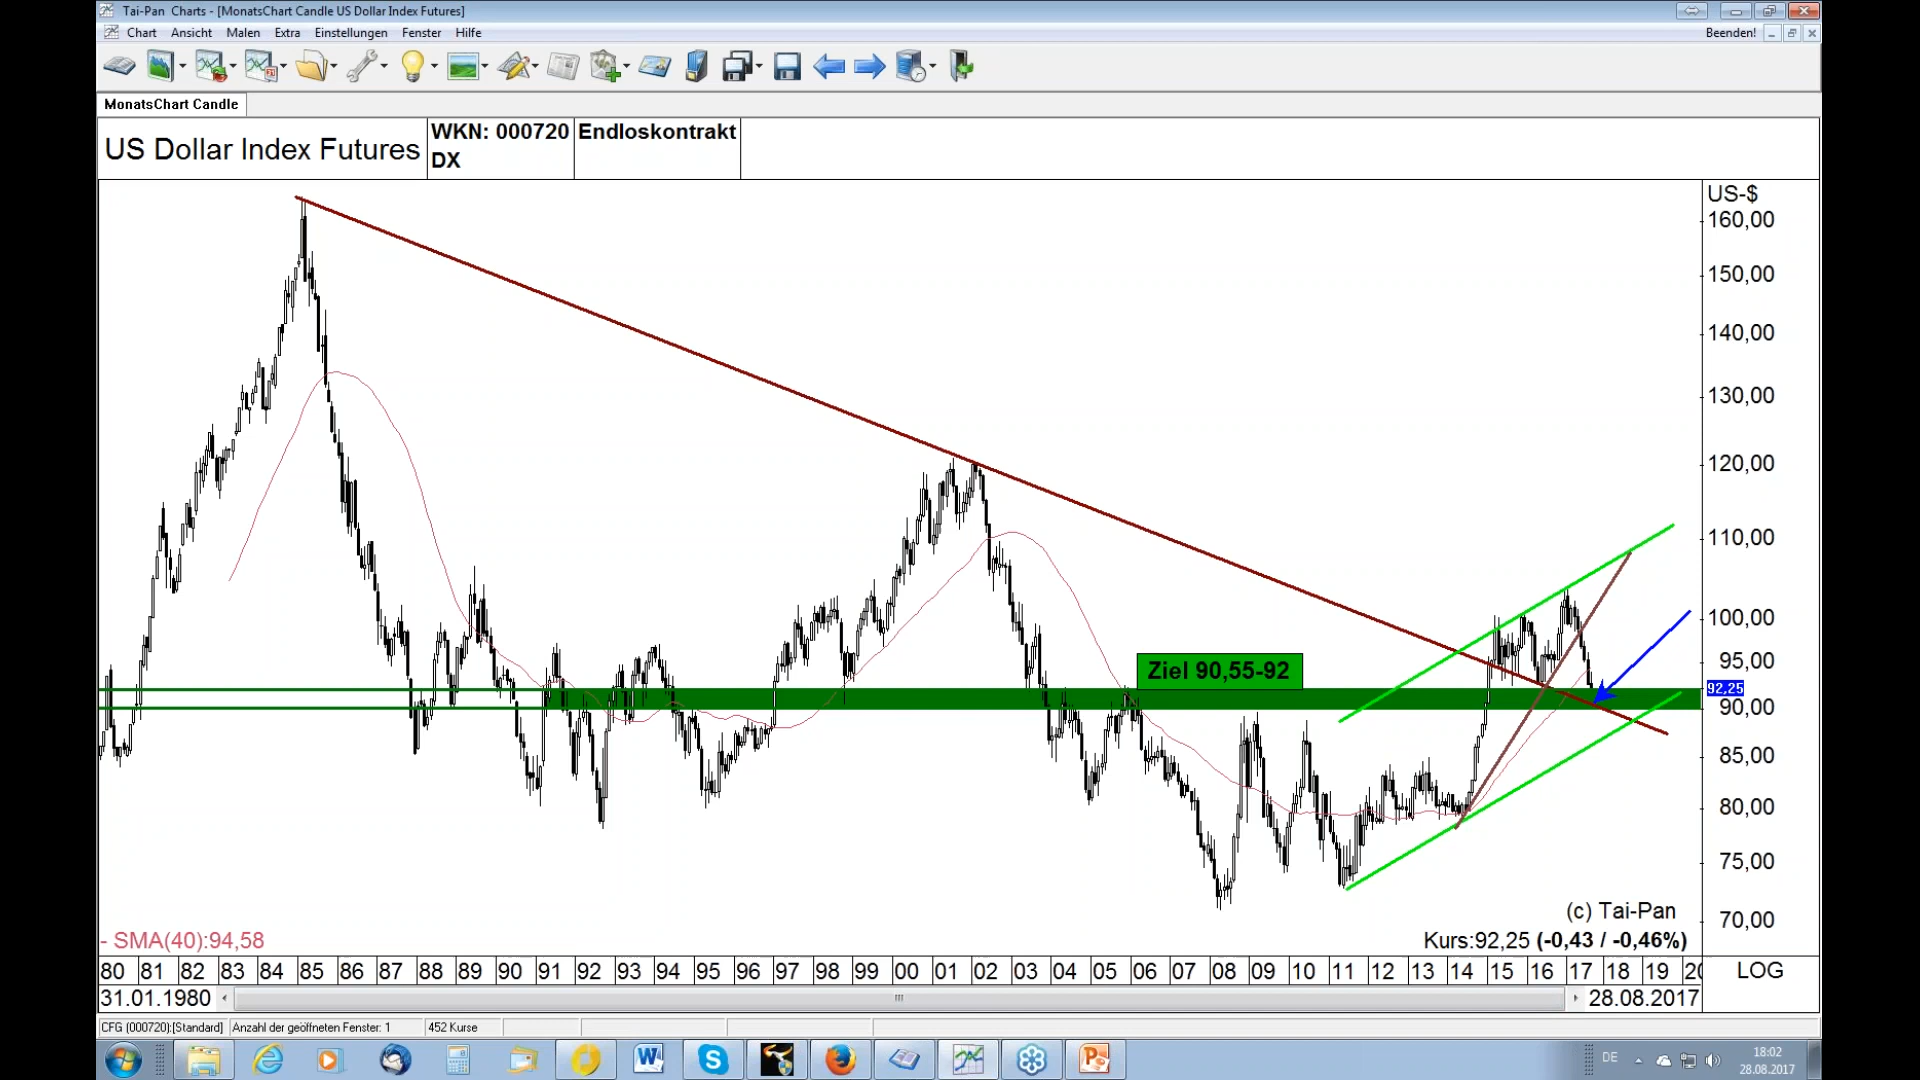 Tai-Pan Charts - [MonatsChart Candle US Dollar Index Futures]
Chart Ansicht Malen Extra Einstellungen Fenster Hilfe Beenden!
MonatsChart Candle
US Dollar Index Futures
WKN: 000720
DX
Endloskontrakt
US-$
160,00
150,00
140,00
130,00
120,00
110,00
100,00
95,00
92,25
90,00
85,00
80,00
75,00
70,00
Ziel 90,55-92
(c) Tai-Pan
- SMA(40):94,58
Kurs:92,25 (-0,43 / -0,46%)
80 81 82 83 84 85 86 87 88 89 90 91 92 93 94 95 96 97 98 99 00 01 02 03 04 05 06 07 08 09 10 11 12 13 14 15 16 17 18 19 20
LOG
31.01.1980
28.08.2017
CFG (000720):[Standard] Anzahl der geöffneten Fenster: 1 452 Kurse
DE
18:02
28.08.2017